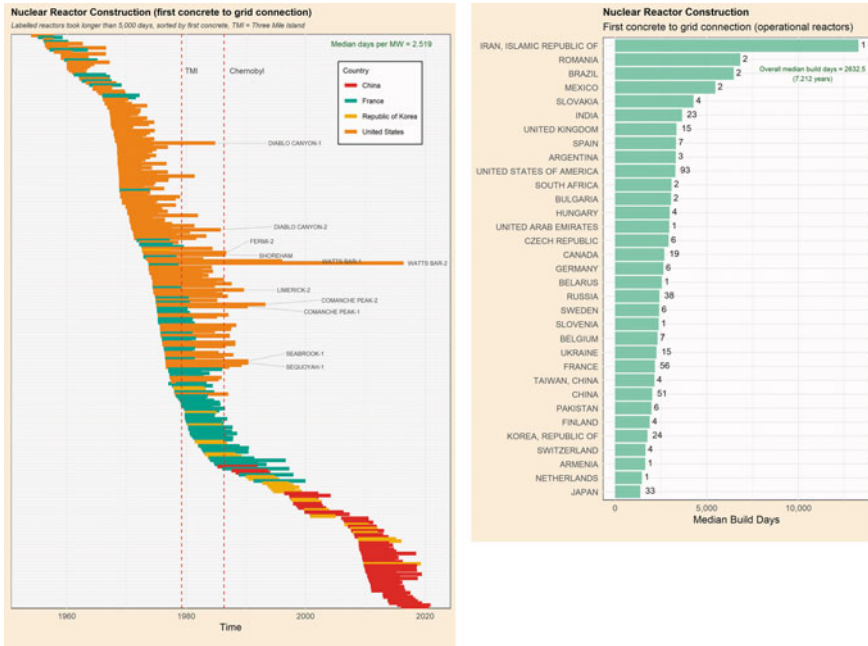 Nuclear Reactor Construction (first concrete to grid connection)
Labelled reactors took longer than 5,000 days, sorted by first concrete, TMI = Three Mile Island
Median days per MW = 2.519
TMI
Chernobyl
Country
China
France
Republic of Korea
United States
DIABLO CANYON-1
DIABLO CANYON-2
FERMI-2
SHOREHAM
WATTS BAR-1
WATTS BAR-2
LIMERICK-2
COMANCHE PEAK-2
COMANCHE PEAK-1
SEABROOK-1
SEQUOYAH-1
1960
1980
2000
2020
Time
Nuclear Reactor Construction
First concrete to grid connection (operational reactors)
Overall median build days = 2632.5
(7.212 years)
IRAN, ISLAMIC REPUBLIC OF 1
ROMANIA 2
BRAZIL 2
MEXICO 2
SLOVAKIA 4
INDIA 23
UNITED KINGDOM 15
SPAIN 7
ARGENTINA 3
UNITED STATES OF AMERICA 93
SOUTH AFRICA 2
BULGARIA 2
HUNGARY 4
UNITED ARAB EMIRATES 1
CZECH REPUBLIC 6
CANADA 19
GERMANY 6
BELARUS 1
RUSSIA 38
SWEDEN 6
SLOVENIA 1
BELGIUM 7
UKRAINE 15
FRANCE 56
TAIWAN, CHINA 4
CHINA 51
PAKISTAN 6
FINLAND 4
KOREA, REPUBLIC OF 24
SWITZERLAND 4
ARMENIA 1
NETHERLANDS 1
JAPAN 33
0
5,000
10,000
Median Build Days